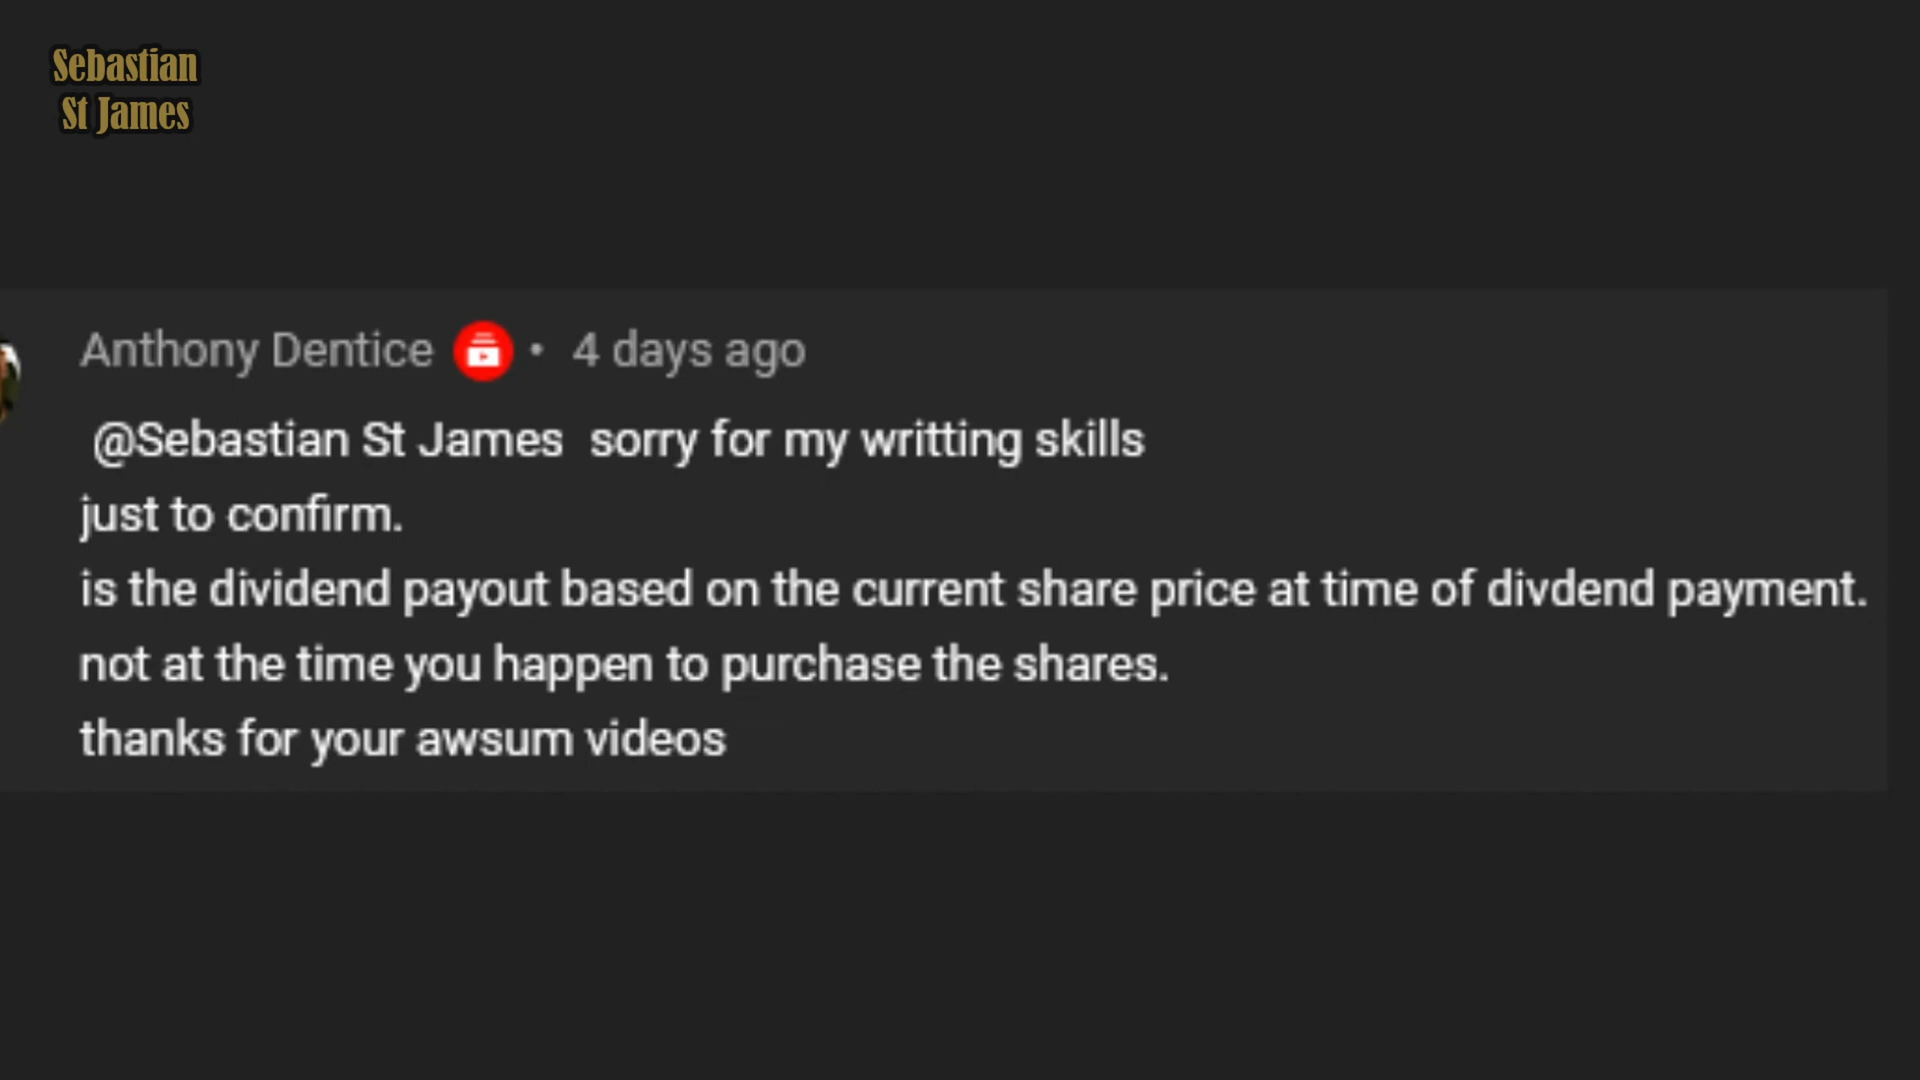 Sebastian
St James
Anthony Dentice • 4 days ago
@Sebastian St James sorry for my writting skills
just to confirm.
is the dividend payout based on the current share price at time of divdend payment.
not at the time you happen to purchase the shares.
thanks for your awsum videos